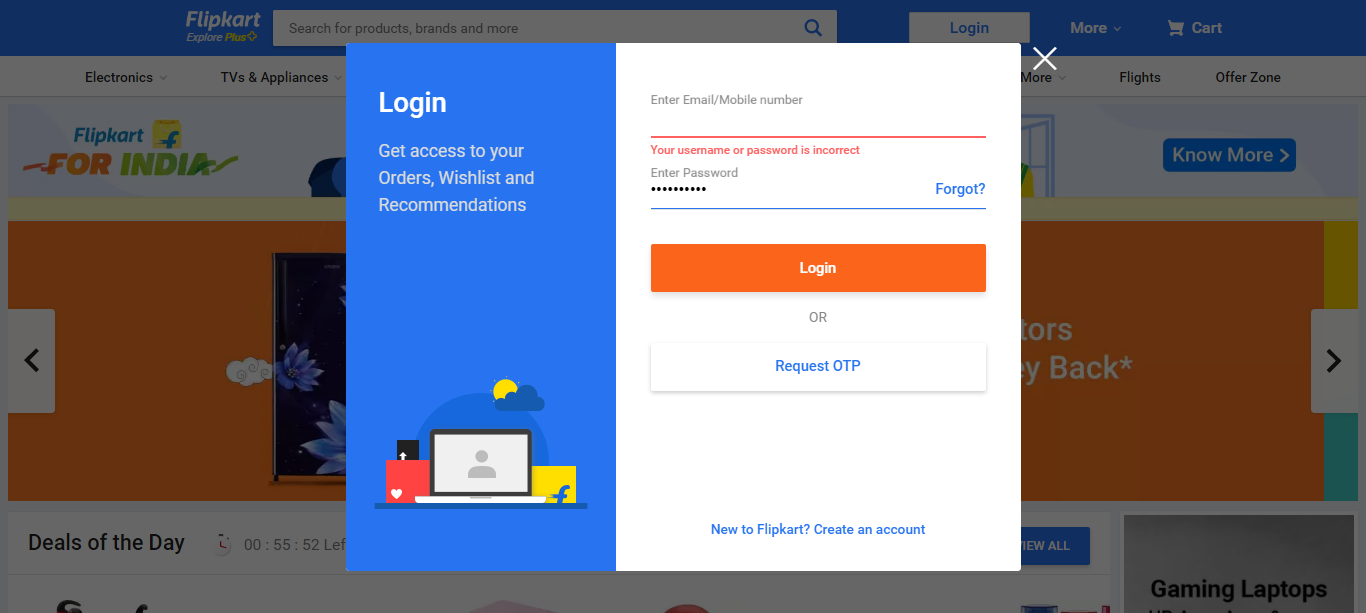 Flipkart
Explore Plus
Search for products, brands and more
Login
More
Cart
Electronics
TVs & Appliances
More
Flights
Offer Zone
Flipkart
FOR INDIA
Know More
Login
Get access to your
Orders, Wishlist and
Recommendations
Enter Email/Mobile number
Your username or password is incorrect
Enter Password
••••••••••
Forgot?
Login
OR
Request OTP
New to Flipkart? Create an account
tors
ey Back*
Deals of the Day
00 : 55 : 52 Lef
VIEW ALL
Gaming Laptops